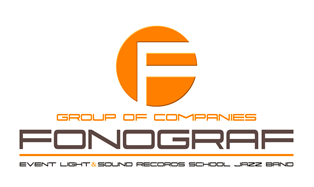 F
GROUP OF COMPANIES
FONOGRAF
EVENT LIGHT&SOUND RECORDS SCHOOL JAZZ BAND